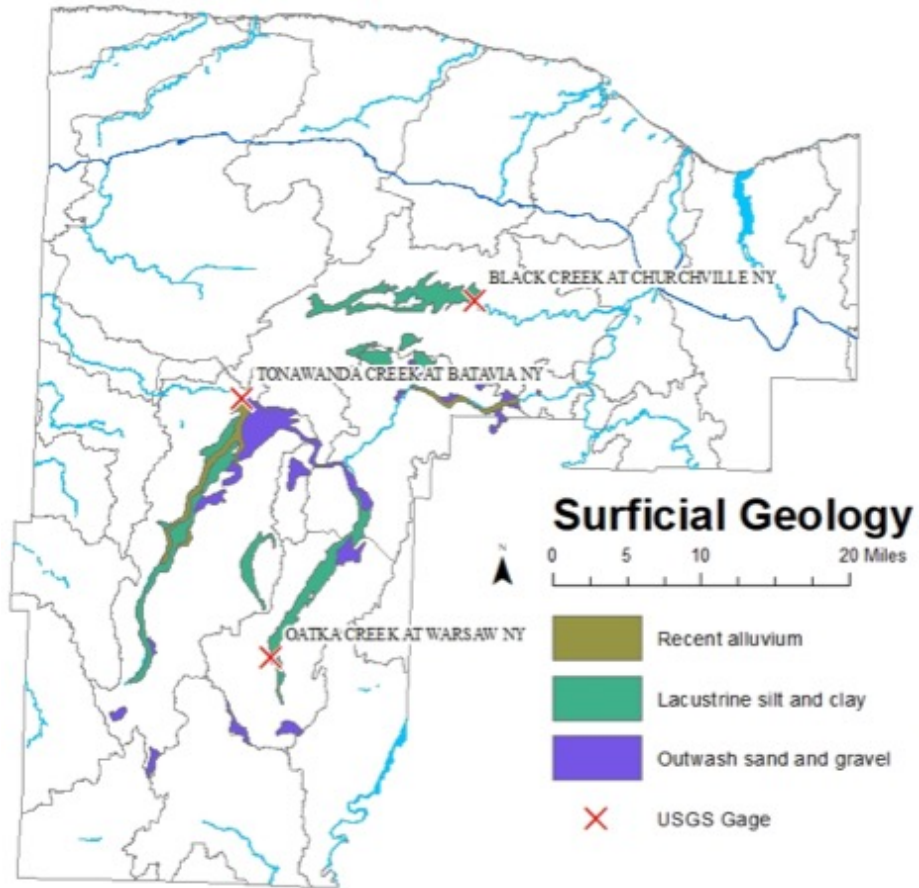 BLACK CREEK AT CHURCHVILLE NY
TONAWANDA CREEK AT BATAVIA NY
OATKA CREEK AT WARSAW NY
Surficial Geology
N
0 5 10 20 Miles
Recent alluvium
Lacustrine silt and clay
Outwash sand and gravel
USGS Gage